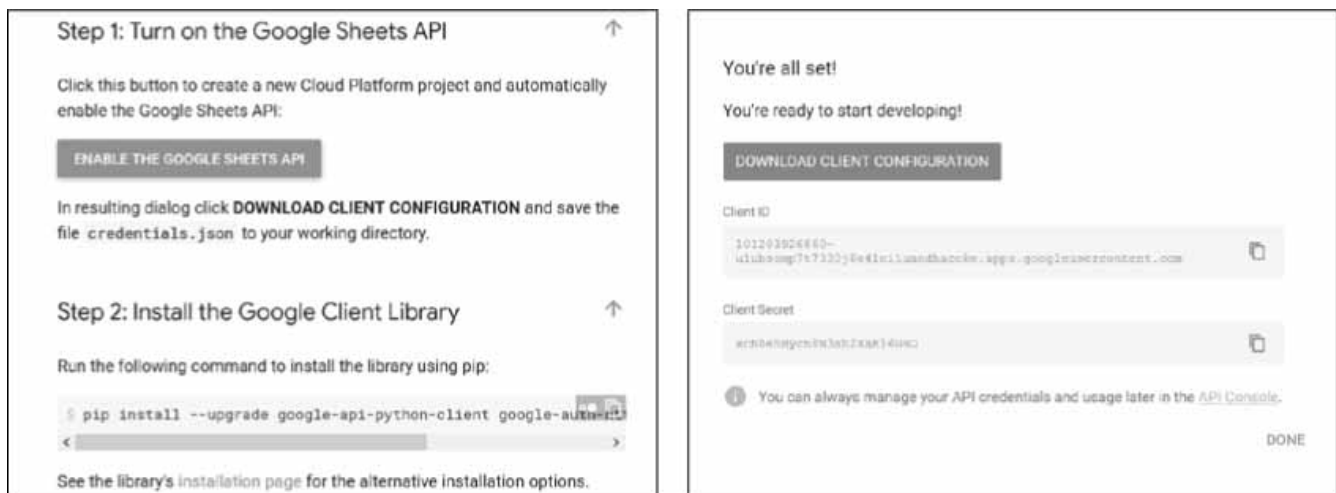 Step 1: Turn on the Google Sheets API
Click this button to create a new Cloud Platform project and automatically
enable the Google Sheets API:
ENABLE THE GOOGLE SHEETS API
In resulting dialog click DOWNLOAD CLIENT CONFIGURATION and save the
file credentials.json to your working directory.
Step 2: Install the Google Client Library
Run the following command to install the library using pip:
$ pip install --upgrade google-api-python-client google-auth-
See the library's installation page for the alternative installation options.
You're all set!
You're ready to start developing!
DOWNLOAD CLIENT CONFIGURATION
Client ID
Client Secret
You can always manage your API credentials and usage later in the API Console.
DONE